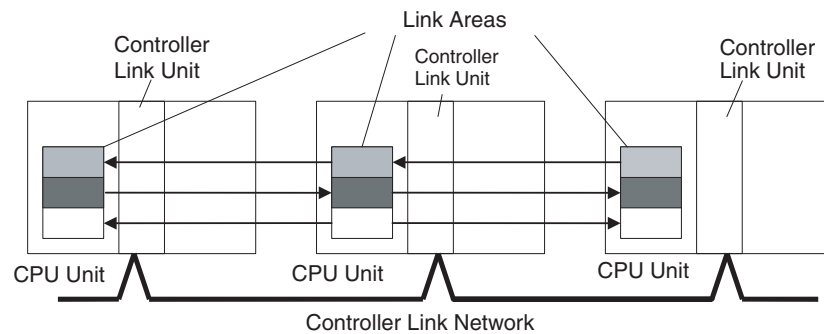 Link Areas
Controller
Link Unit
Controller
Link Unit
Controller
Link Unit
CPU Unit
CPU Unit
CPU Unit
Controller Link Network